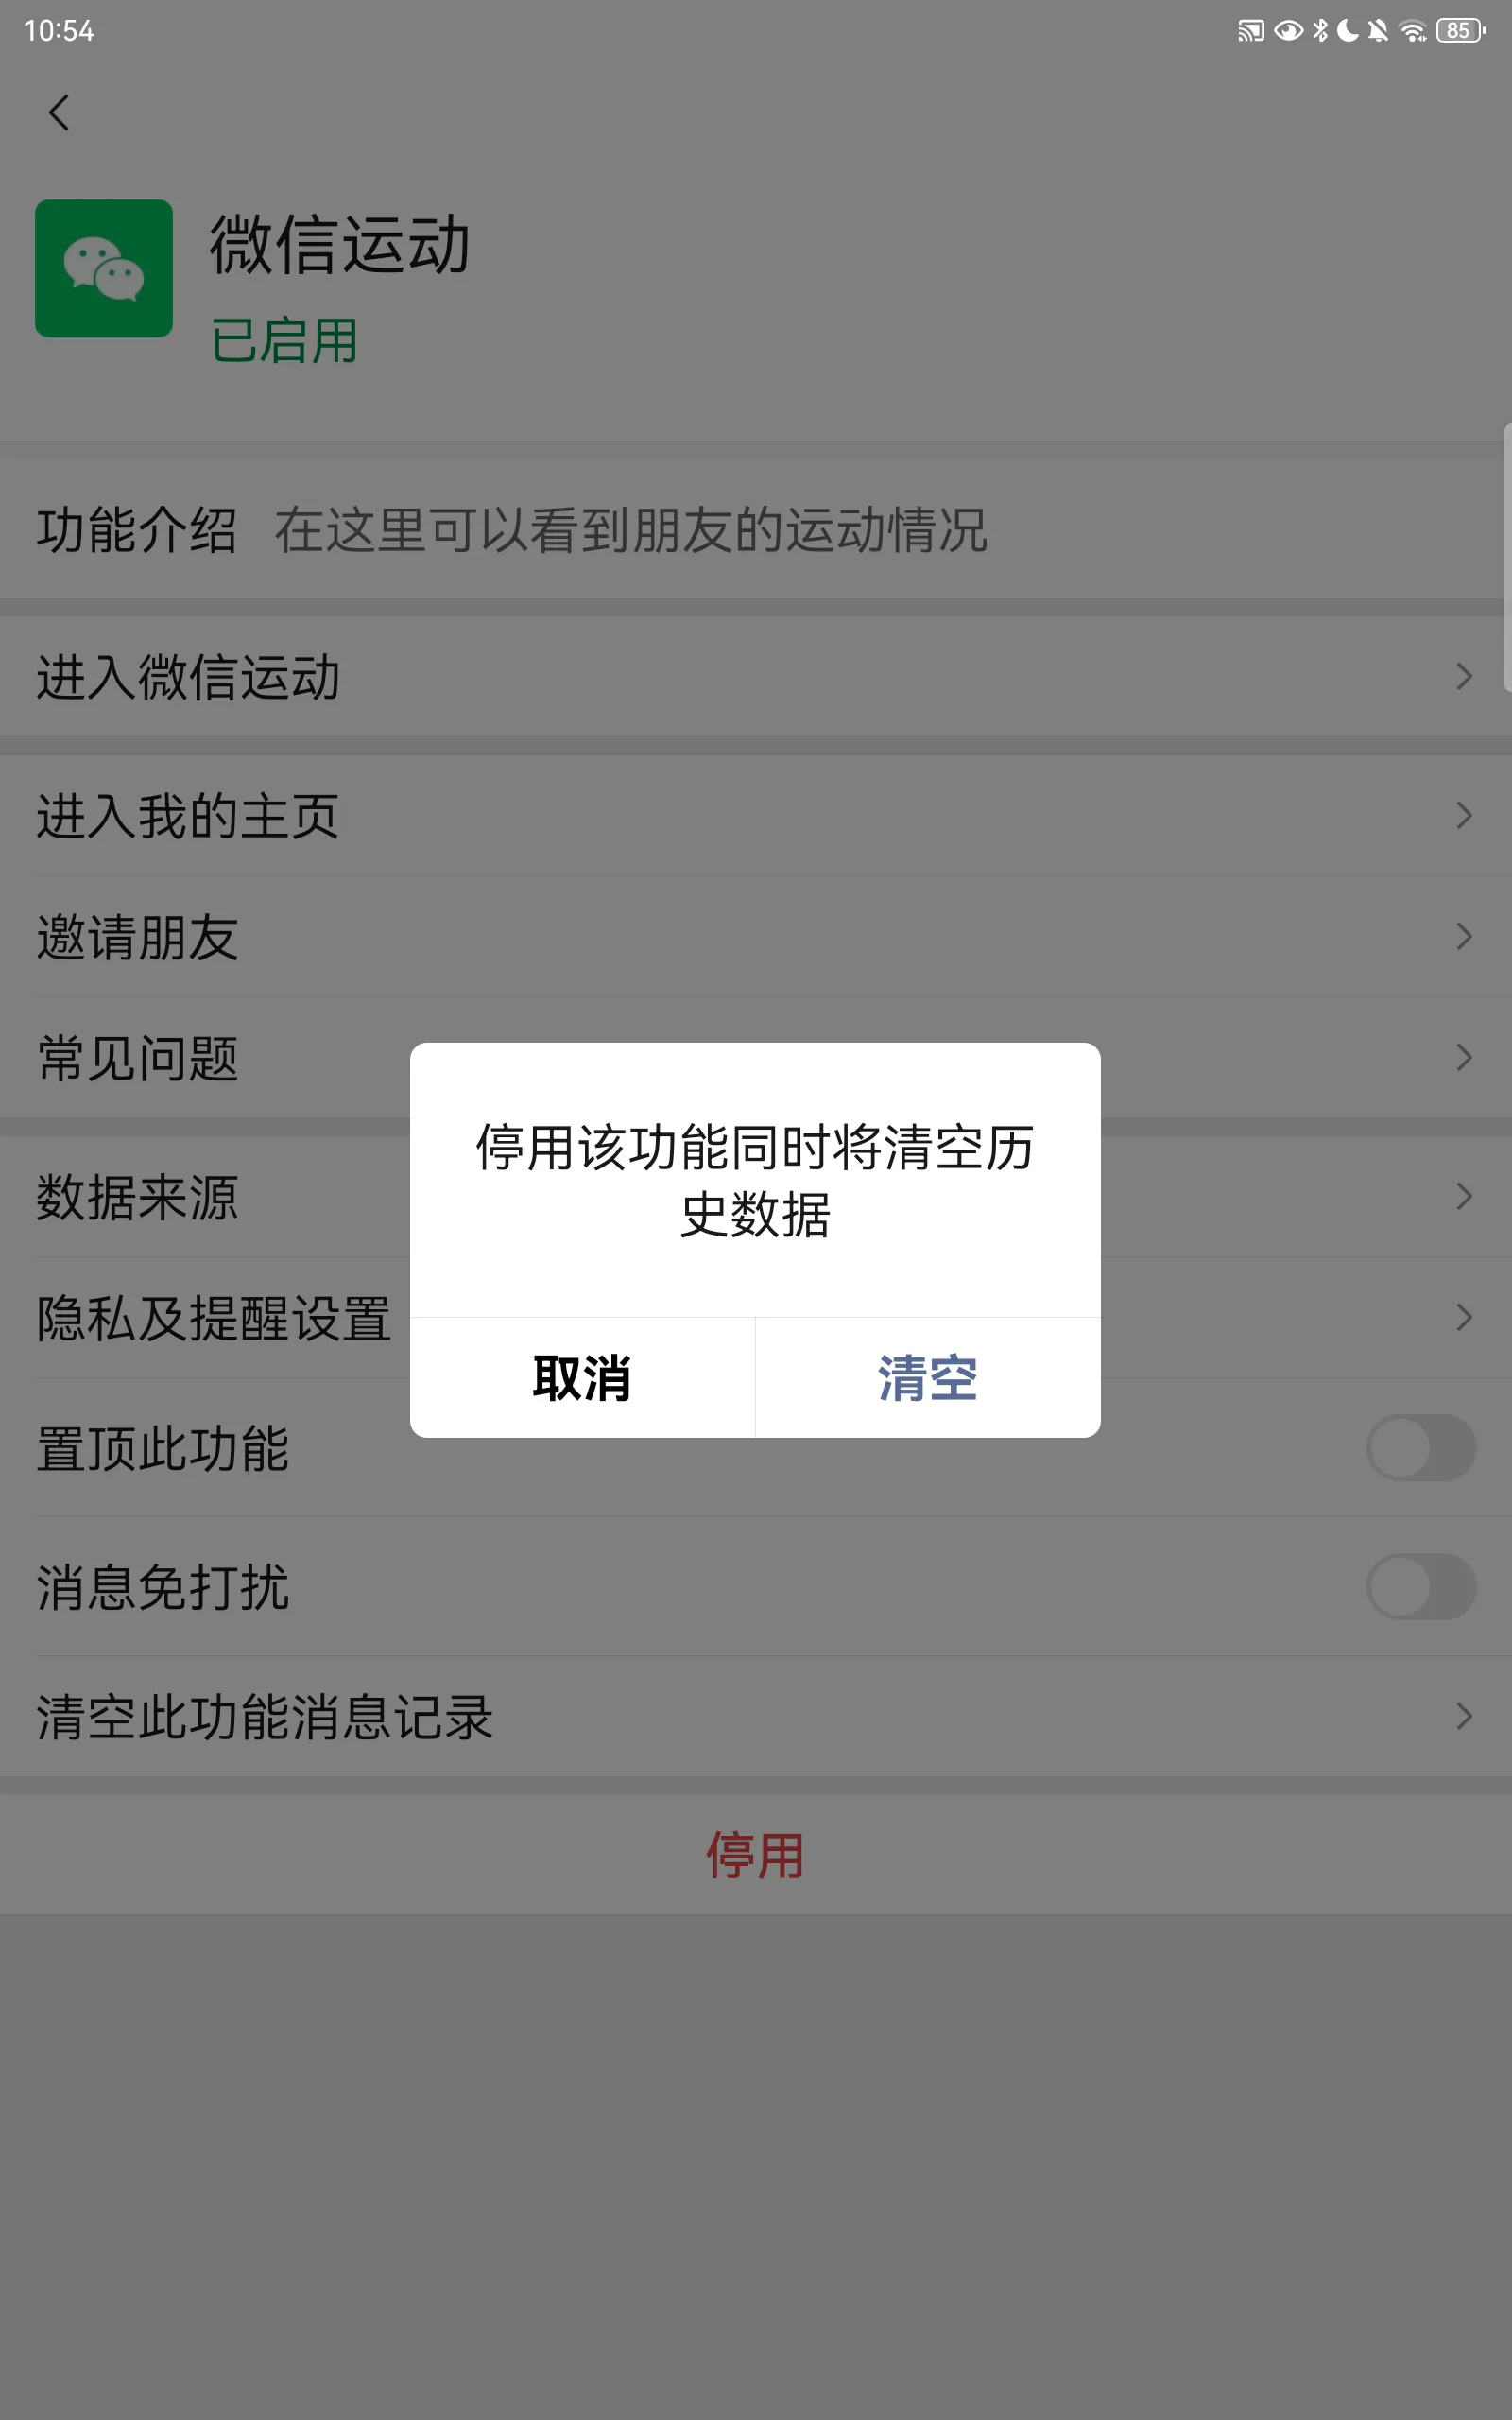 10:54
85
微信运动
已启用
功能介绍 在这里可以看到朋友的运动情况
进入微信运动
进入我的主页
邀请朋友
常见问题
停用该功能同时将清空历
史数据
取消 清空
数据来源
隐私及提醒设置
置顶此功能
消息免打扰
清空此功能消息记录
停用